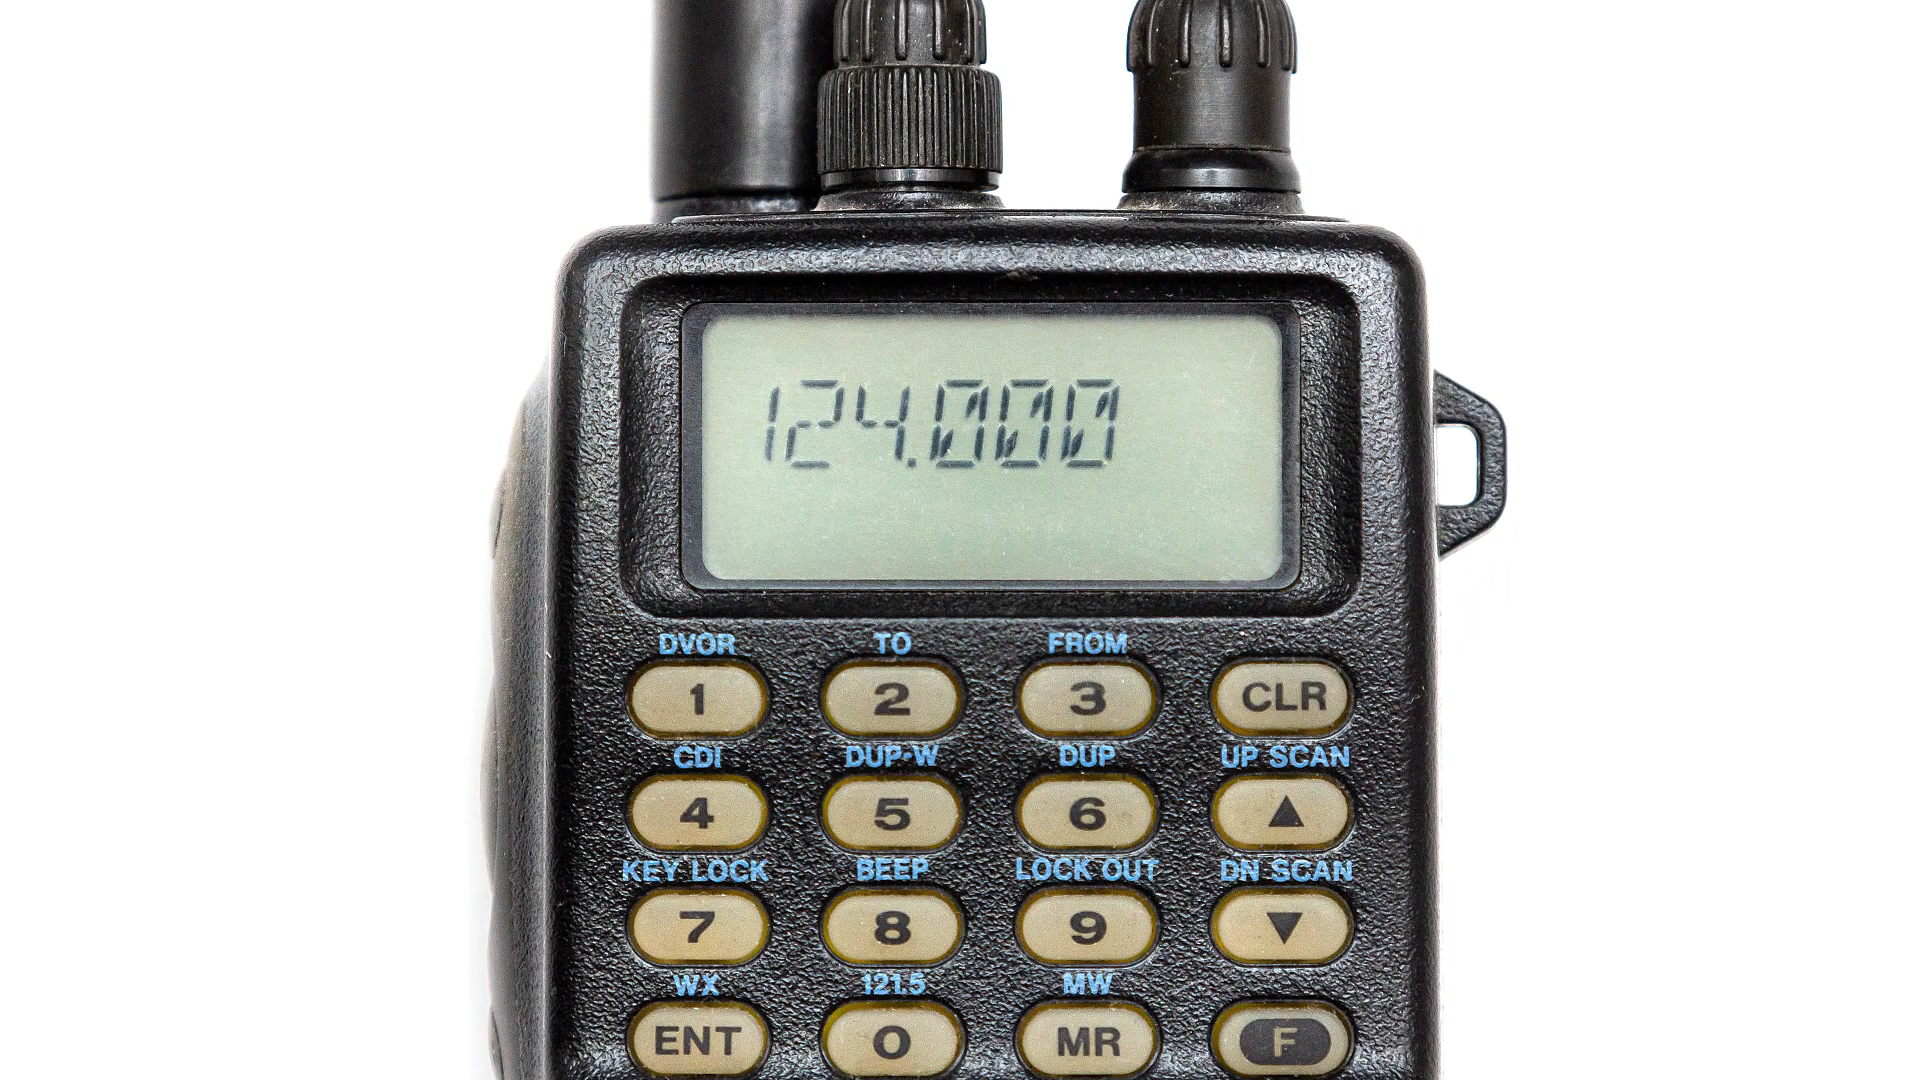 124.000
DVOR TO FROM
1 2 3 CLR
CDI DUP·W DUP UP SCAN
4 5 6 ▲
KEY LOCK BEEP LOCK OUT DN SCAN
7 8 9 ▼
WX 121.5 MW
ENT 0 MR F